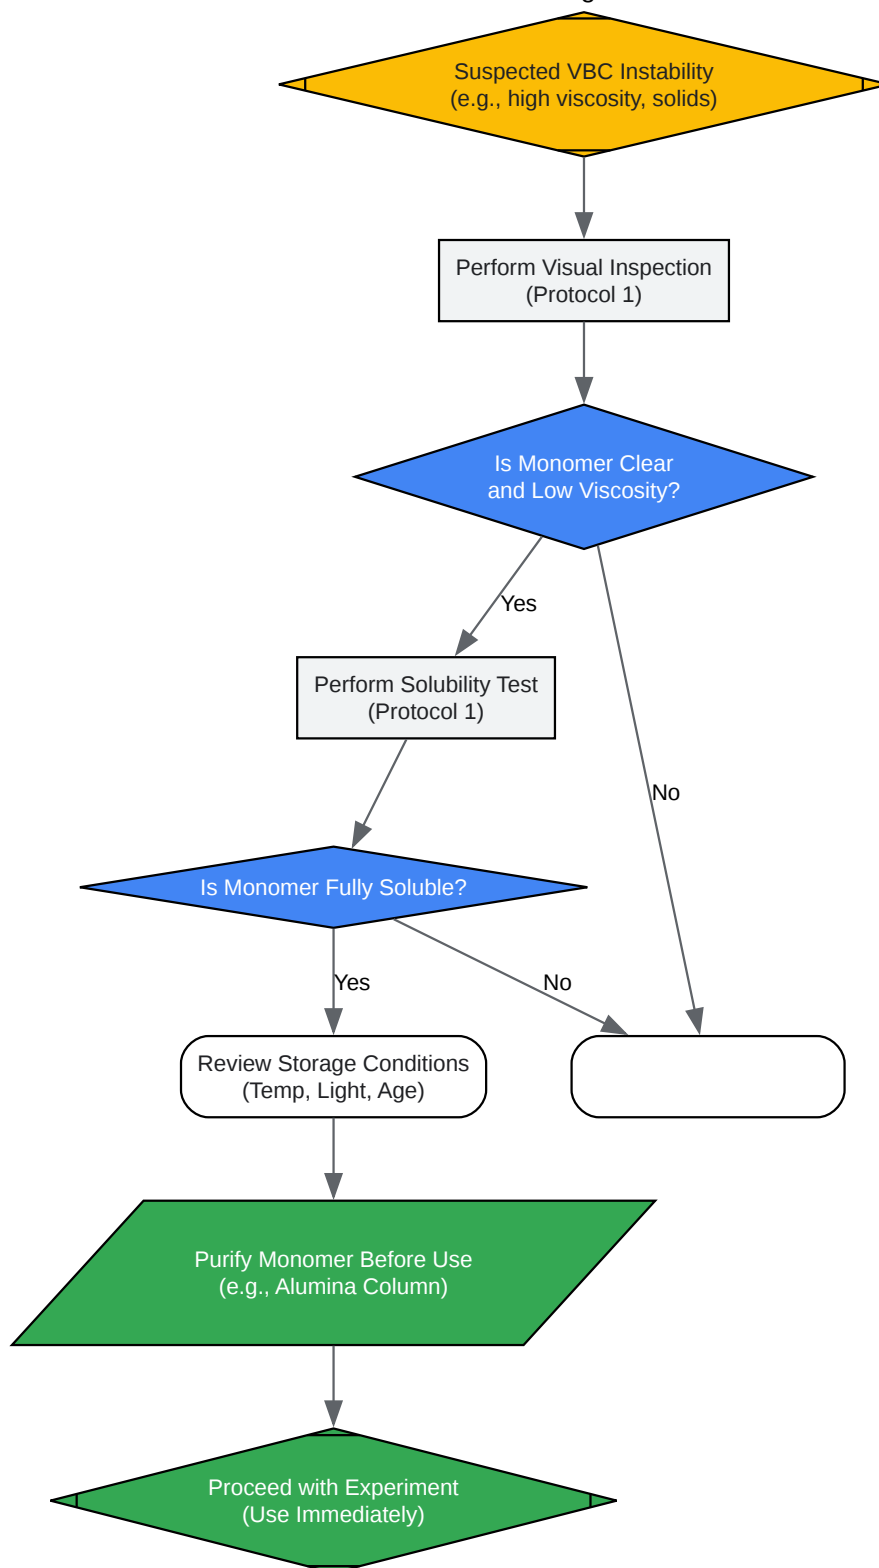 Suspected VBC Instability
(e.g., high viscosity, solids)
Perform Visual Inspection
(Protocol 1)
Is Monomer Clear
and Low Viscosity?
Yes
Perform Solubility Test
(Protocol 1)
No
Is Monomer Fully Soluble?
Yes
No
Review Storage Conditions
(Temp, Light, Age)
Purify Monomer Before Use
(e.g., Alumina Column)
Proceed with Experiment
(Use Immediately)